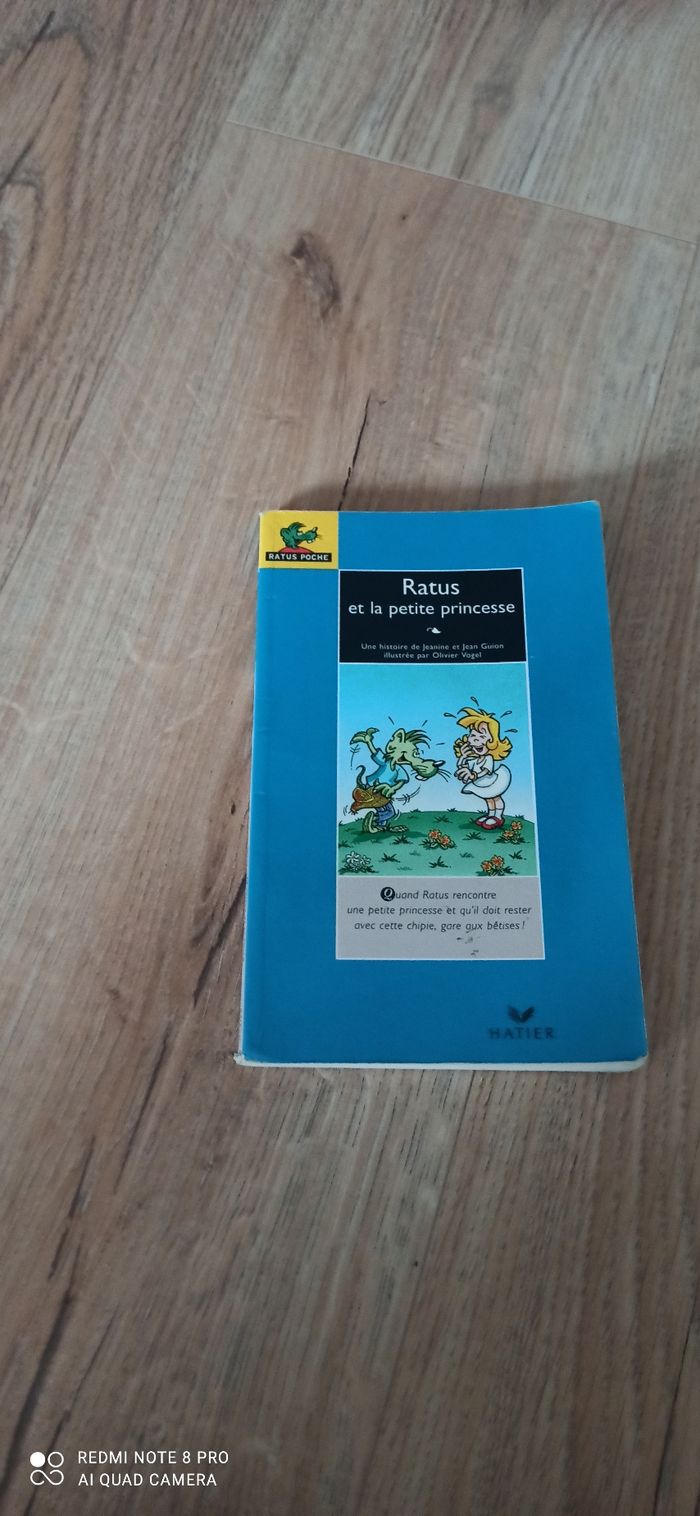 RATUS POCHE
Ratus
et la petite princesse
Une histoire de Jeanine et Jean Guion
illustrée par Olivier Vogel
Quand Ratus rencontre
une petite princesse et qu'il doit rester
avec cette chipie, gare aux bêtises !
HATIER
REDMI NOTE 8 PRO
AI QUAD CAMERA